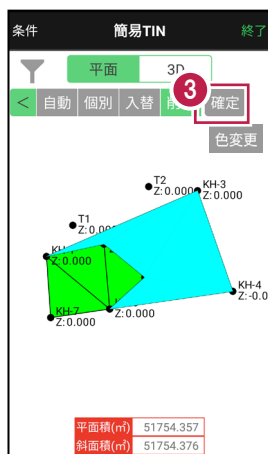 条件 簡易TIN 終了
平面 3D
3
< 自動 個別 入替 確定
色変更
T2
Z:0.000
KH-3
Z:0.000
T1
Z:0.00
Z:0.000
KH-4
Z:-0.0
KH-7
Z:0.000
Z:0.000
平面積(㎡) 51754.357
斜面積(㎡) 51754.376